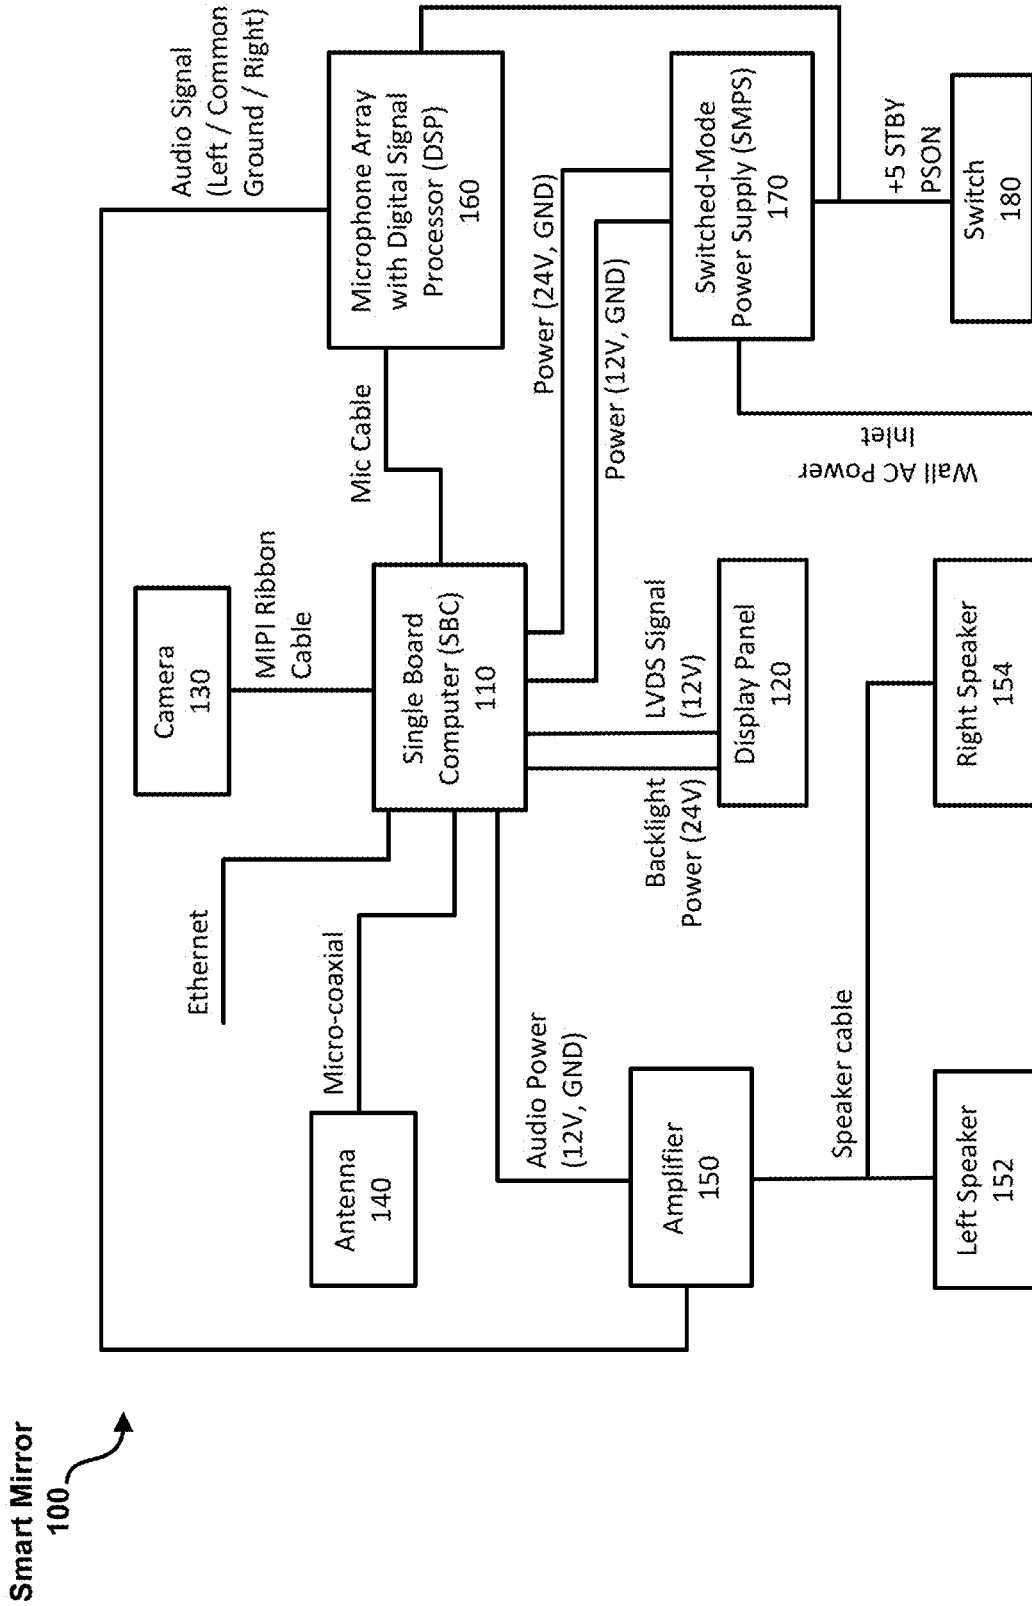 Smart Mirror
100
Audio Signal
(Left / Common
Ground / Right)
Camera
130
MIPI Ribbon
Cable
Ethernet
Micro-coaxial
Antenna
140
Mic Cable
Microphone Array
with Digital Signal
Processor (DSP)
160
Single Board
Computer (SBC)
110
Audio Power
(12V, GND)
Power (24V, GND)
Power (12V, GND)
Amplifier
150
Backlight
Power (24V)
LVDS Signal
(12V)
Display Panel
120
Switched-Mode
Power Supply (SMPS)
170
Wall AC Power
Inlet
+5 STBY
PSON
Speaker cable
Left Speaker
152
Right Speaker
154
Switch
180